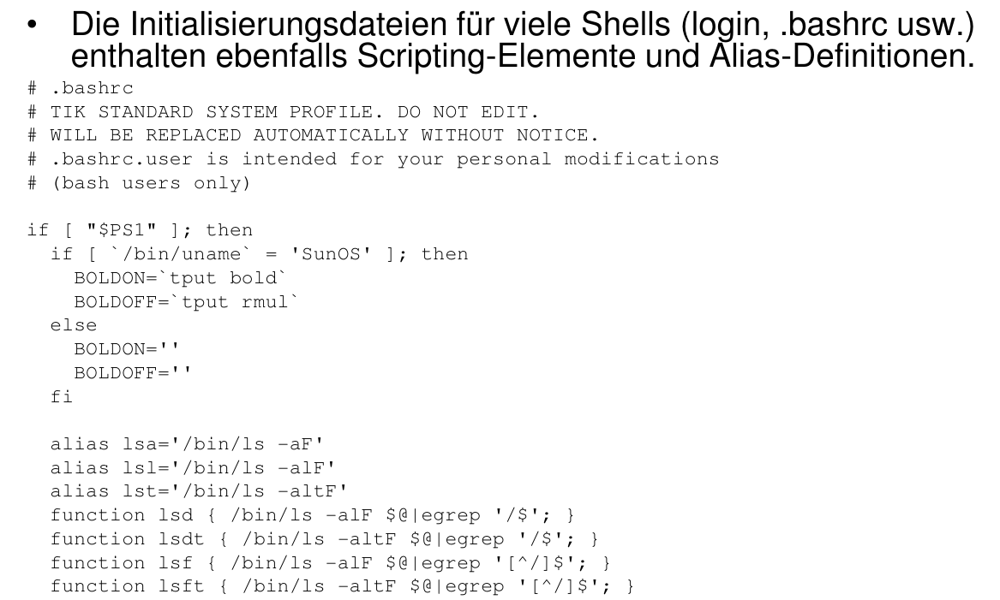 • Die Initialisierungsdateien für viele Shells (login, .bashrc usw.)
enthalten ebenfalls Scripting-Elemente und Alias-Definitionen.
# .bashrc
# TIK STANDARD SYSTEM PROFILE. DO NOT EDIT.
# WILL BE REPLACED AUTOMATICALLY WITHOUT NOTICE.
# .bashrc.user is intended for your personal modifications
# (bash users only)

if [ "$PS1" ]; then
  if [ `/bin/uname` = 'SunOS' ]; then
    BOLDON=`tput bold`
    BOLDOFF=`tput rmul`
  else
    BOLDON=''
    BOLDOFF=''
  fi

  alias lsa='/bin/ls -aF'
  alias lsl='/bin/ls -alF'
  alias lst='/bin/ls -altF'
  function lsd { /bin/ls -alF $@|egrep '/$'; }
  function lsdt { /bin/ls -altF $@|egrep '/$'; }
  function lsf { /bin/ls -alF $@|egrep '[^/]$'; }
  function lsft { /bin/ls -altF $@|egrep '[^/]$'; }